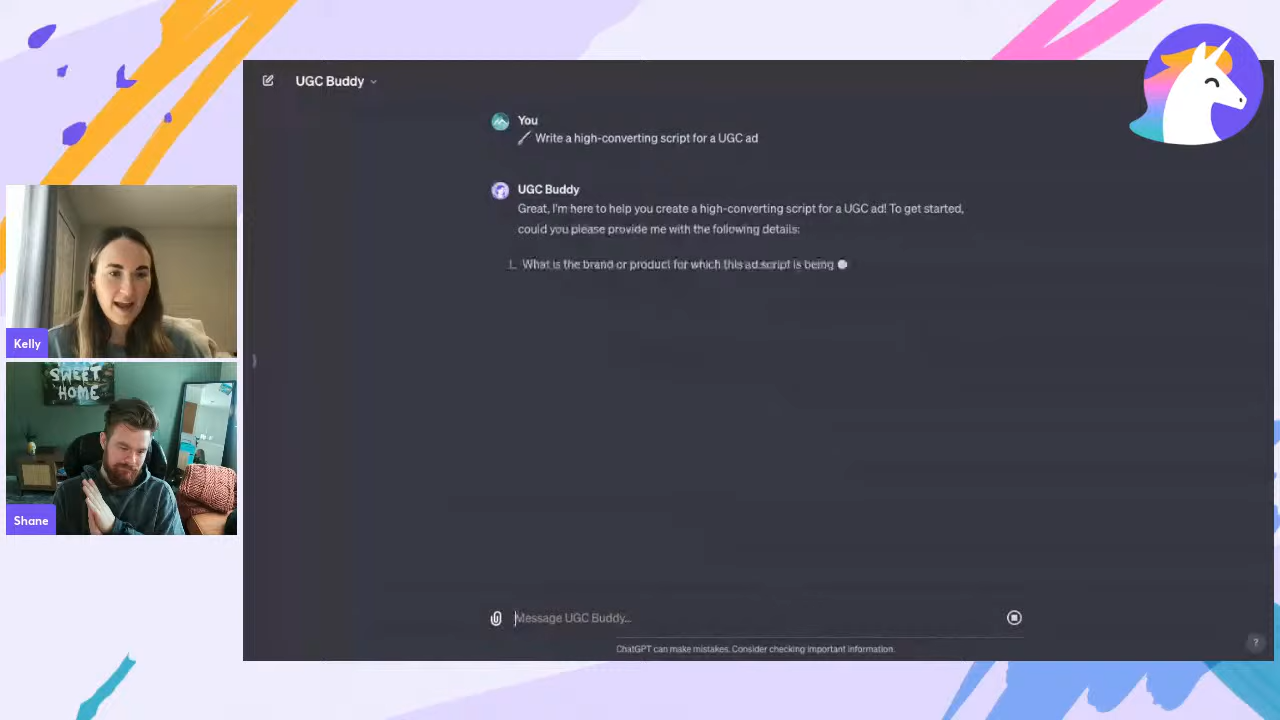 UGC Buddy
You
Write a high-converting script for a UGC ad
UGC Buddy
Great, I'm here to help you create a high-converting script for a UGC ad! To get started,
could you please provide me with the following details:
What is the brand or product for which this ad script is being
Kelly
SWEET
HOME
Shane
Message UGC Buddy...
ChatGPT can make mistakes. Consider checking important information.
?